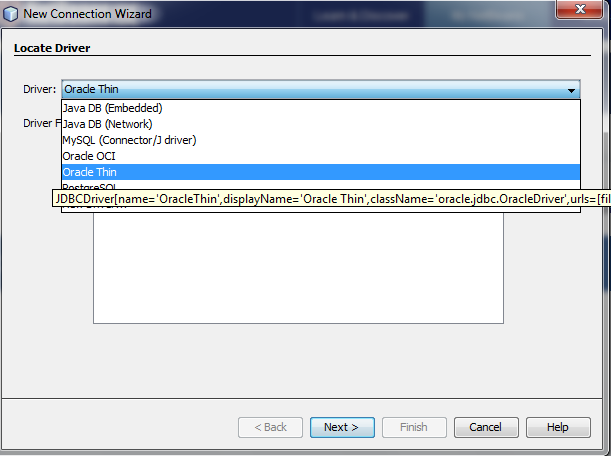 New Connection Wizard
Locate Driver
Driver: Oracle Thin
Java DB (Embedded)
Driver F
Java DB (Network)
MySQL (Connector/J driver)
Oracle OCI
Oracle Thin
PostgreSQL
JDBCDriver[name='OracleThin',displayName='Oracle Thin',className='oracle.jdbc.OracleDriver',urls=[fil
< Back
Next >
Finish
Cancel
Help